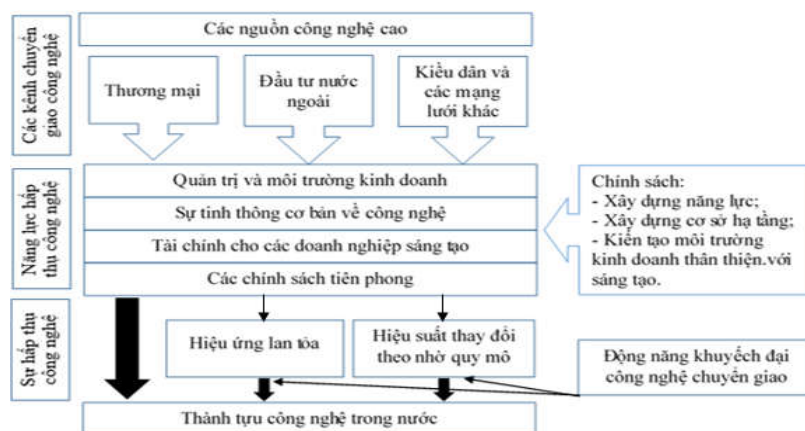 Các kênh chuyển
giao công nghệ
Các nguồn công nghệ cao
Thương mại
Đầu tư nước
ngoài
Kiều dân và
các mạng
lưới khác
Năng lực hấp
thụ công nghệ
Quản trị và môi trường kinh doanh
Sự tinh thông cơ bản về công nghệ
Tài chính cho các doanh nghiệp sáng tạo
Các chính sách tiên phong
Chính sách:
- Xây dựng năng lực;
- Xây dựng cơ sở hạ tầng;
- Kiến tạo môi trường
kinh doanh thân thiện.với
sáng tạo.
Sự hấp thu
công nghệ
Hiệu ứng lan tỏa
Hiệu suất thay đổi
theo nhờ quy mô
Động năng khuyếch đại
công nghệ chuyển giao
Thành tựu công nghệ trong nước